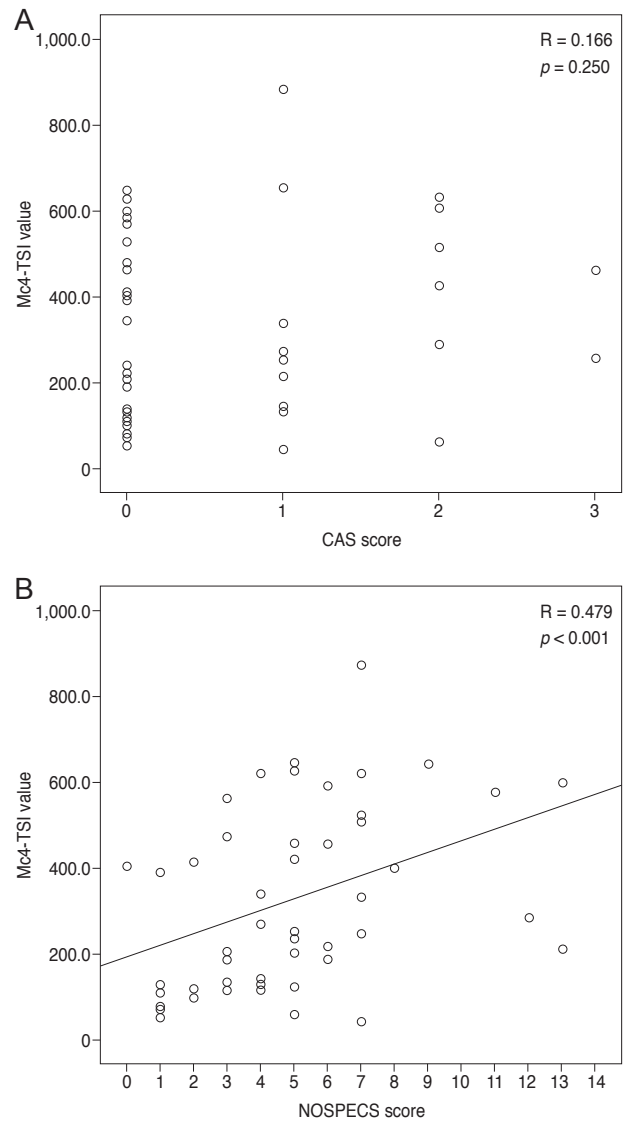 A
R = 0.166
p = 0.250
1,000.0
800.0
600.0
400.0
200.0
0
Mc4-TSI value
0 1 2 3
CAS score
B
R = 0.479
p < 0.001
1,000.0
800.0
600.0
400.0
200.0
0
Mc4-TSI value
0 1 2 3 4 5 6 7 8 9 10 11 12 13 14
NOSPECS score